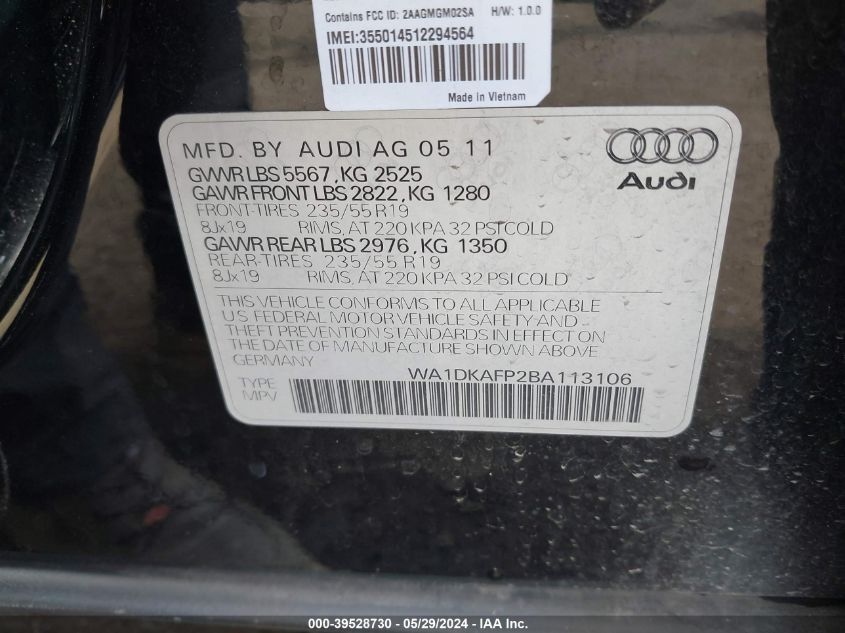 Contains FCC ID: 2AAGMGM02SA H/W: 1.0.0
IMEI:355014512294564
Made in Vietnam
MFD. BY AUDI AG 05 11
GVWR LBS 5567, KG 2525
GAWR FRONT LBS 2822, KG 1280
FRONT-TIRES 235/55 R19
8Jx19 RIMS, AT 220 KPA 32 PSI COLD
GAWR REAR LBS 2976, KG 1350
REAR-TIRES 235/55 R19
8Jx19 RIMS, AT 220 KPA 32 PSI COLD
THIS VEHICLE CONFORMS TO ALL APPLICABLE
U.S. FEDERAL MOTOR VEHICLE SAFETY AND
THEFT PREVENTION STANDARDS IN EFFECT ON
THE DATE OF MANUFACTURE SHOWN ABOVE.
GERMANY
WA1DKAFP2BA113106
TYPE
MPV
Audi
000-39528730 - 05/29/2024 - IAA, Inc.